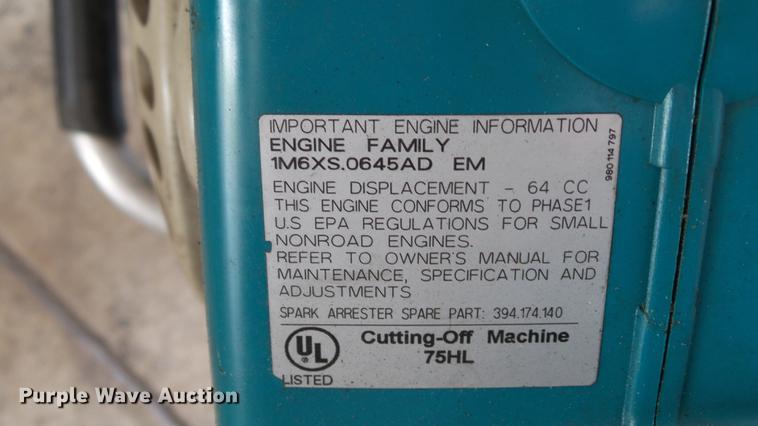 IMPORTANT ENGINE INFORMATION
ENGINE FAMILY
1M6XS.0645AD EM
ENGINE DISPLACEMENT - 64 CC
THIS ENGINE CONFORMS TO PHASE1
U.S EPA REGULATIONS FOR SMALL
NONROAD ENGINES.
REFER TO OWNER'S MANUAL FOR
MAINTENANCE, SPECIFICATION AND
ADJUSTMENTS
SPARK ARRESTER SPARE PART: 394.174.140
UL
LISTED
Cutting-Off Machine
75HL
980 114 797
Purple Wave Auction